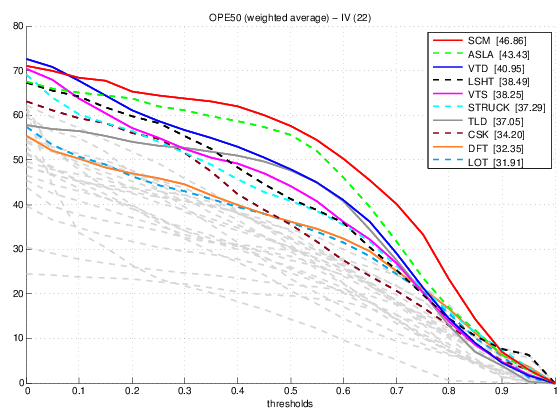 OPE50 (weighted average) – IV (22)
80
70
60
50
40
30
20
10
0
SCM [46.86]
ASLA [43.43]
VTD [40.95]
LSHT [38.49]
VTS [38.25]
STRUCK [37.29]
TLD [37.05]
CSK [34.20]
DFT [32.35]
LOT [31.91]
0 0.1 0.2 0.3 0.4 0.5 0.6 0.7 0.8 0.9 1
thresholds